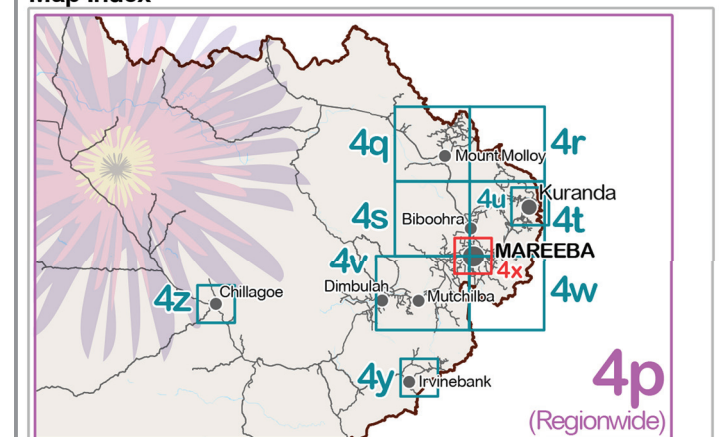 Map Index
4q
4r
Mount Molloy
4u
Kuranda
4s
Biboohra
4t
MAREEBA
4v
4x
Dimbulah
Mutchilba
4w
4z
Chillagoe
4y
Irvinebank
4p
(Regionwide)